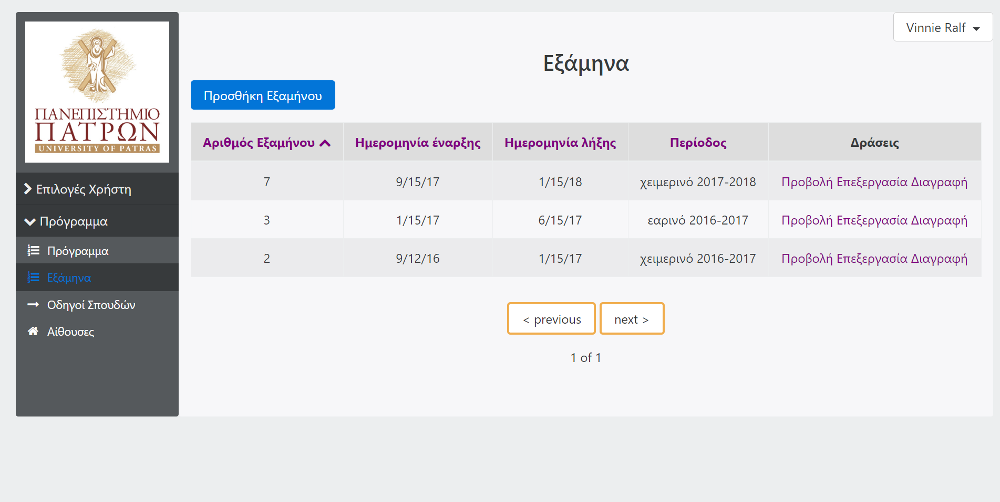 Vinnie Ralf
ΠΑΝΕΠΙΣΤΗΜΙΟ
ΠΑΤΡΩΝ
UNIVERSITY OF PATRAS
Επιλογές Χρήστη
Πρόγραμμα
Πρόγραμμα
Εξάμηνα
Οδηγοί Σπουδών
Αίθουσες
Εξάμηνα
Προσθήκη Εξαμήνου
Αριθμός Εξαμήνου Ημερομηνία έναρξης Ημερομηνία λήξης Περίοδος Δράσεις
7 9/15/17 1/15/18 χειμερινό 2017-2018 Προβολή Επεξεργασία Διαγραφή
3 1/15/17 6/15/17 εαρινό 2016-2017 Προβολή Επεξεργασία Διαγραφή
2 9/12/16 1/15/17 χειμερινό 2016-2017 Προβολή Επεξεργασία Διαγραφή
< previous next >
1 of 1